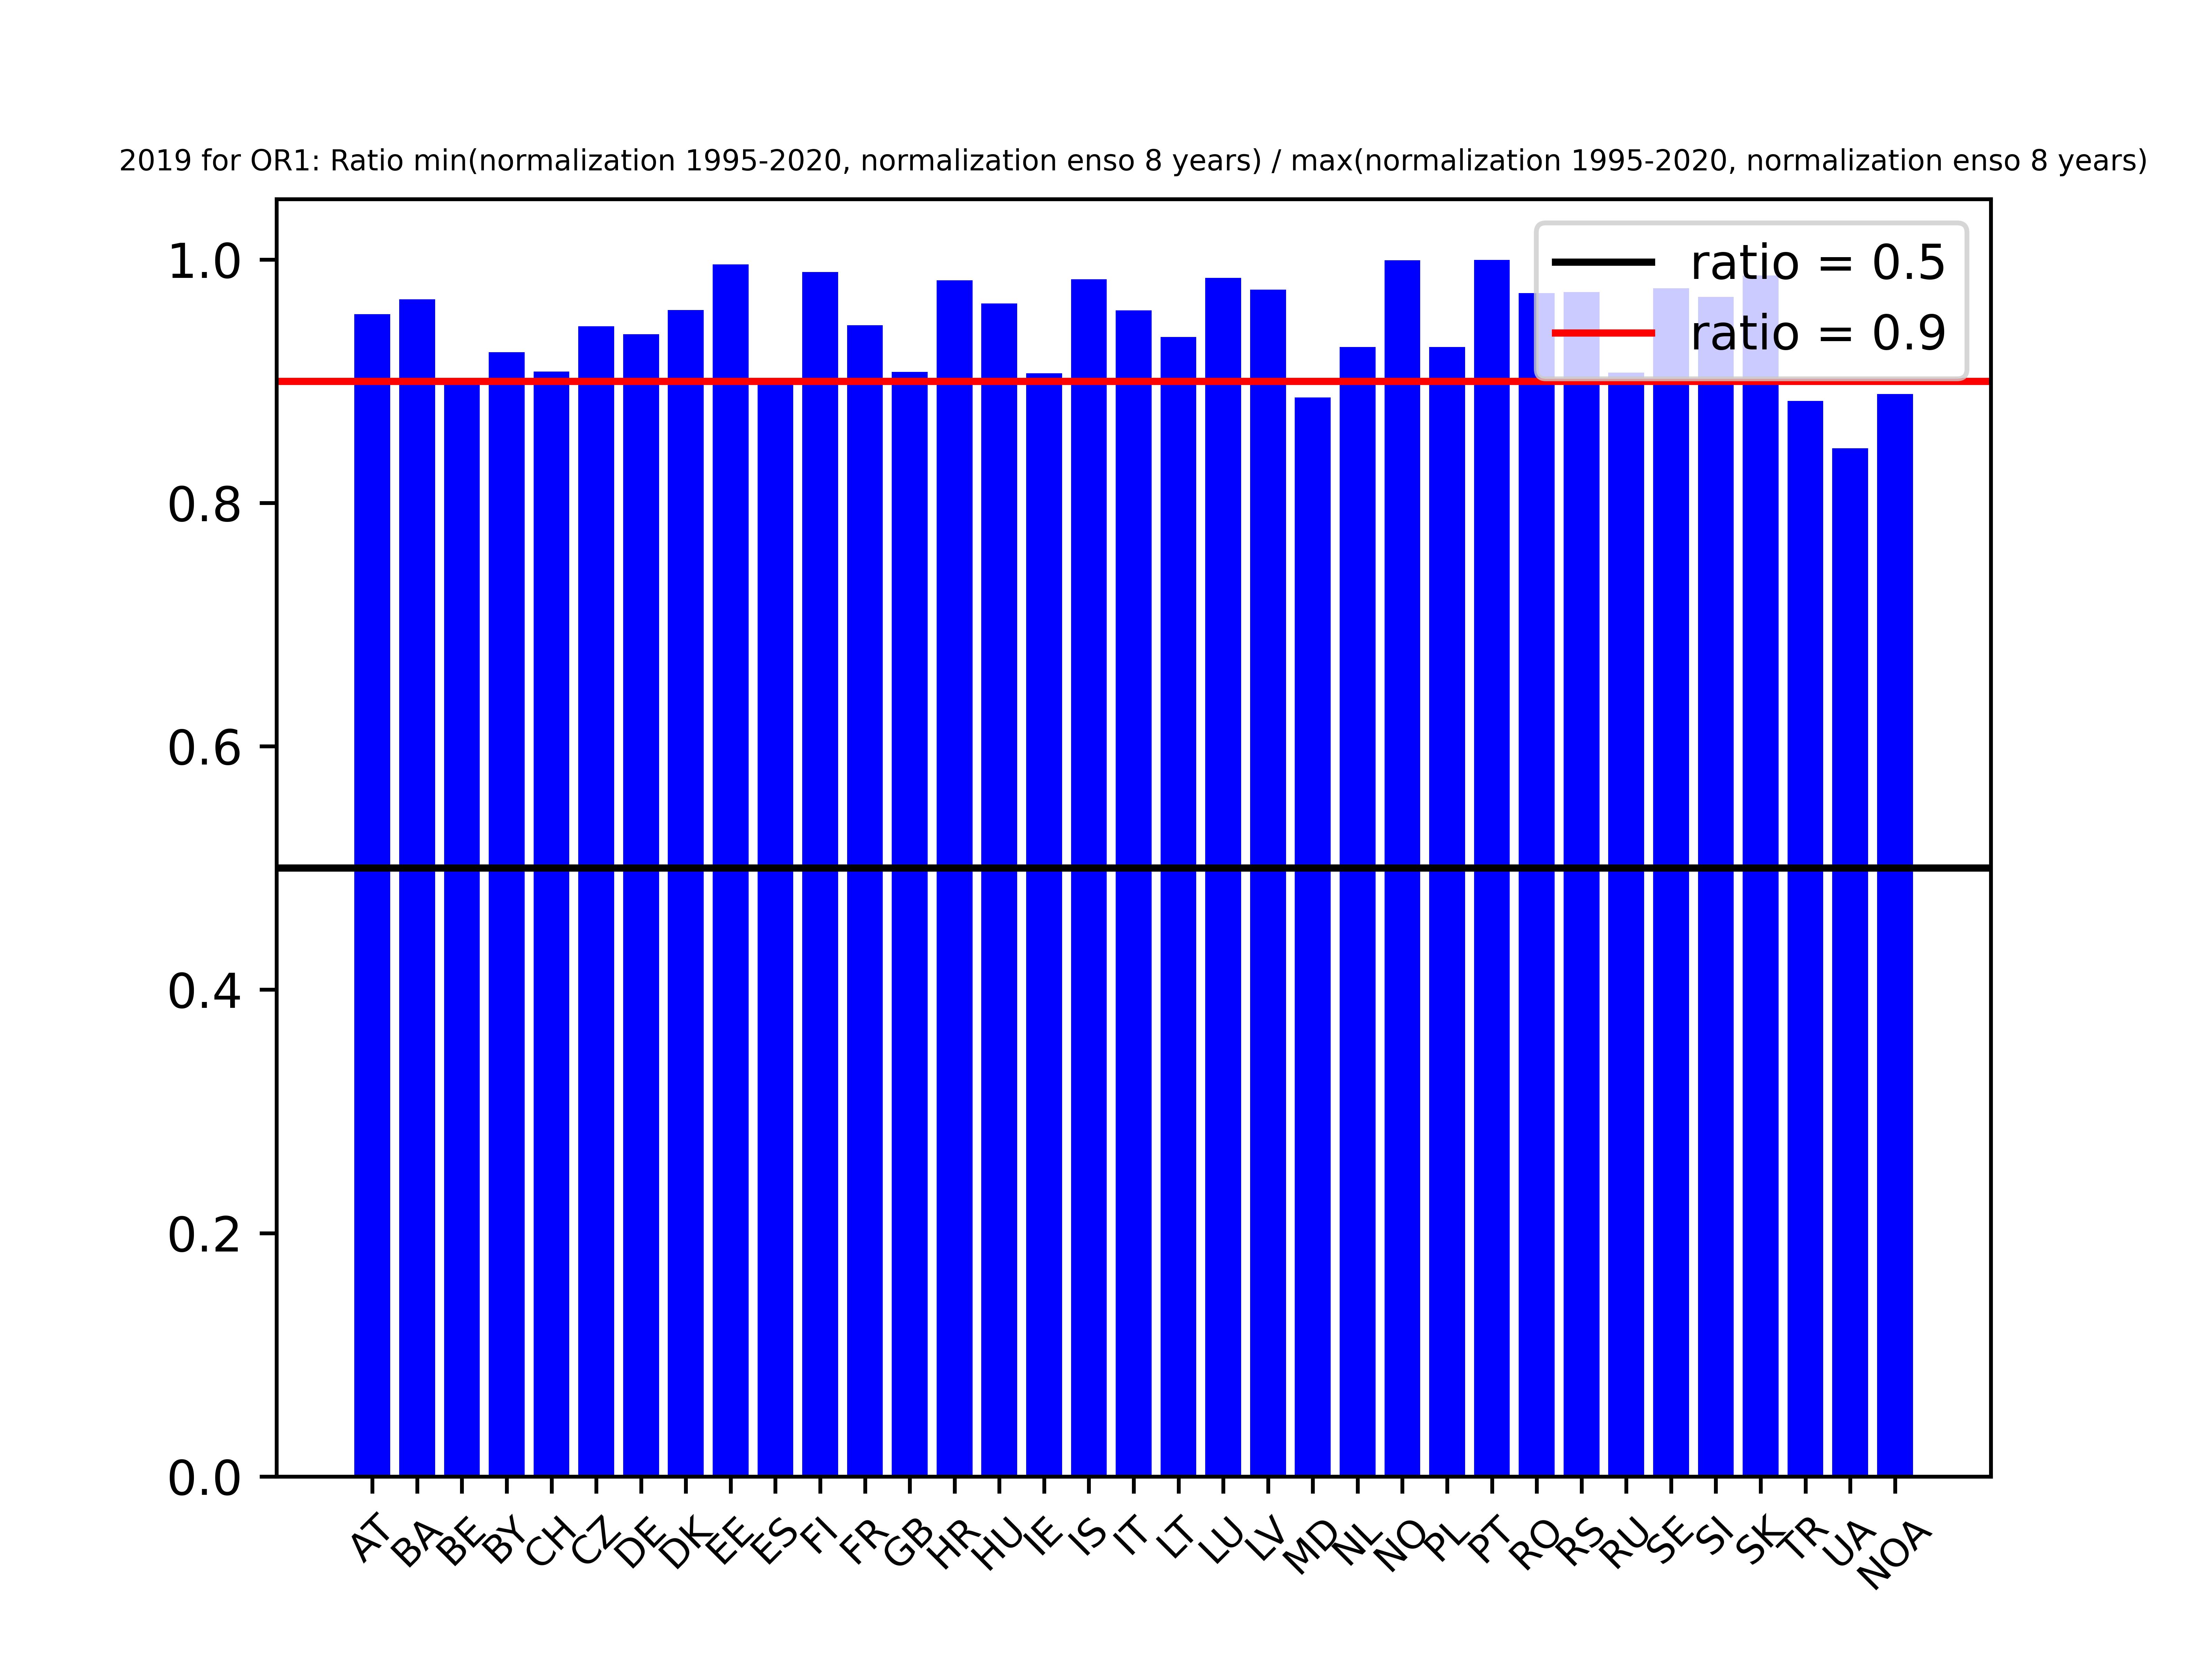 2019 for OR1: Ratio min(normalization 1995-2020, normalization enso 8 years) / max(normalization 1995-2020, normalization enso 8 years)
ratio = 0.5
ratio = 0.9
1.0
0.8
0.6
0.4
0.2
0.0
AT BA BE BY CH CZ DE DK EE ES FI FR GB HR HU IE IS IT LT LU LV MD NL NO PL PT RO RS RU SE SI SK TR UA NOA